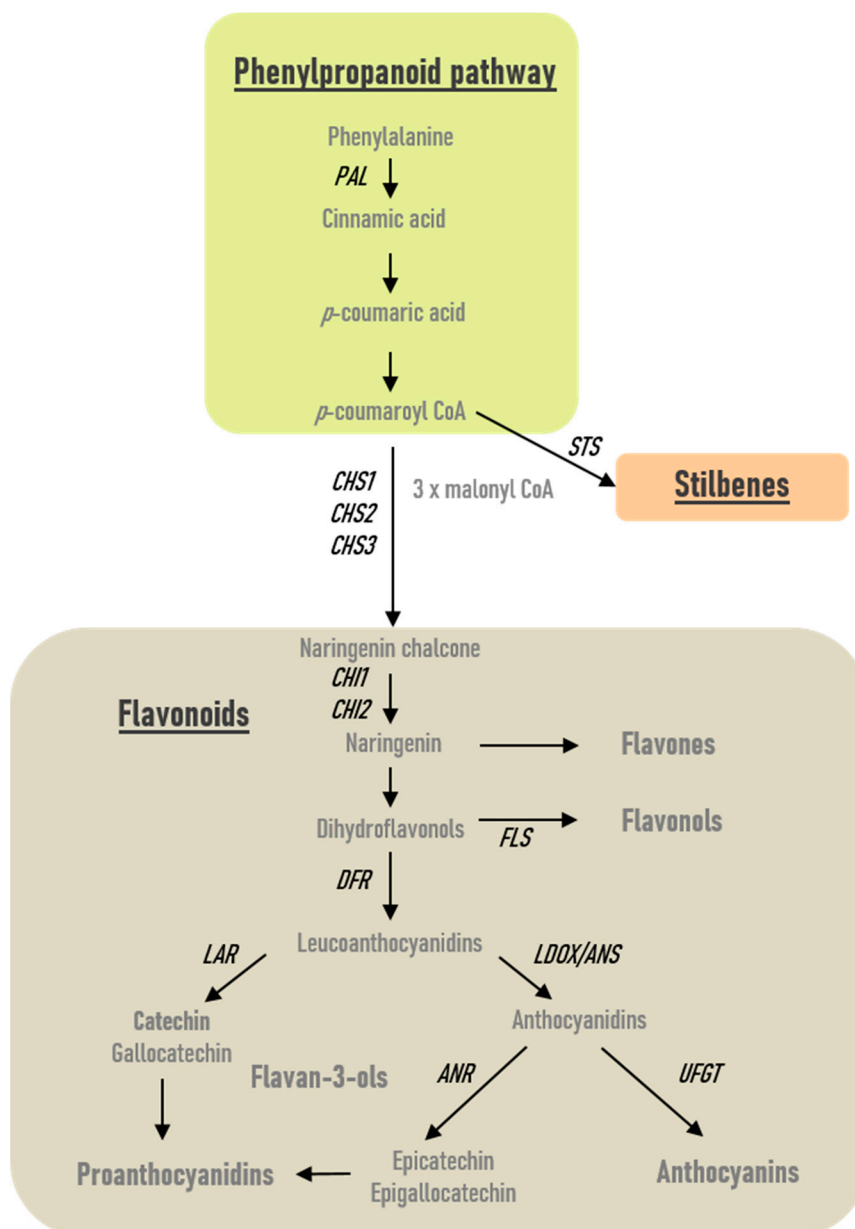 Phenylpropanoid pathway
Phenylalanine
PAL
Cinnamic acid
p-coumaric acid
p-coumaroyl CoA
STS
Stilbenes
CHS1
CHS2
CHS3
3 x malonyl CoA
Naringenin chalcone
CHI1
CHI2
Flavonoids
Naringenin
Flavones
Dihydroflavonols
FLS
Flavonols
DFR
Leucoanthocyanidins
LAR
LDOX/ANS
Catechin
Gallocatechin
Anthocyanidins
Flavan-3-ols
ANR
UFGT
Proanthocyanidins
Epicatechin
Epigallocatechin
Anthocyanins